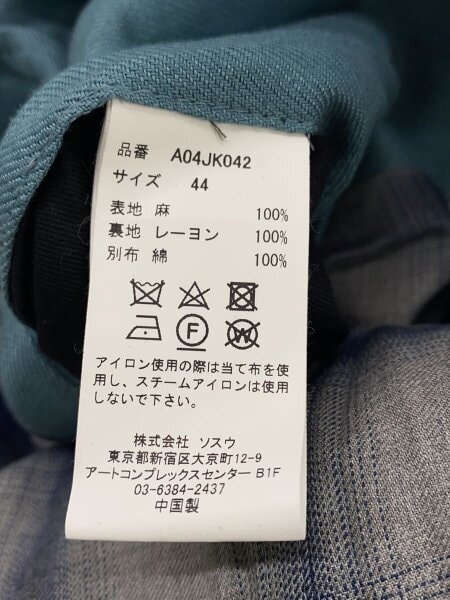 品番 A04JK042
サイズ 44
表地 麻 100%
裏地 レーヨン 100%
別布 綿 100%
F
W
アイロン使用の際は当て布を使
用し、スチームアイロンは使用
しないで下さい。
株式会社 ソスウ
東京都新宿区大京町12-9
アートコンプレックスセンター B1F
03-6384-2437
中国製